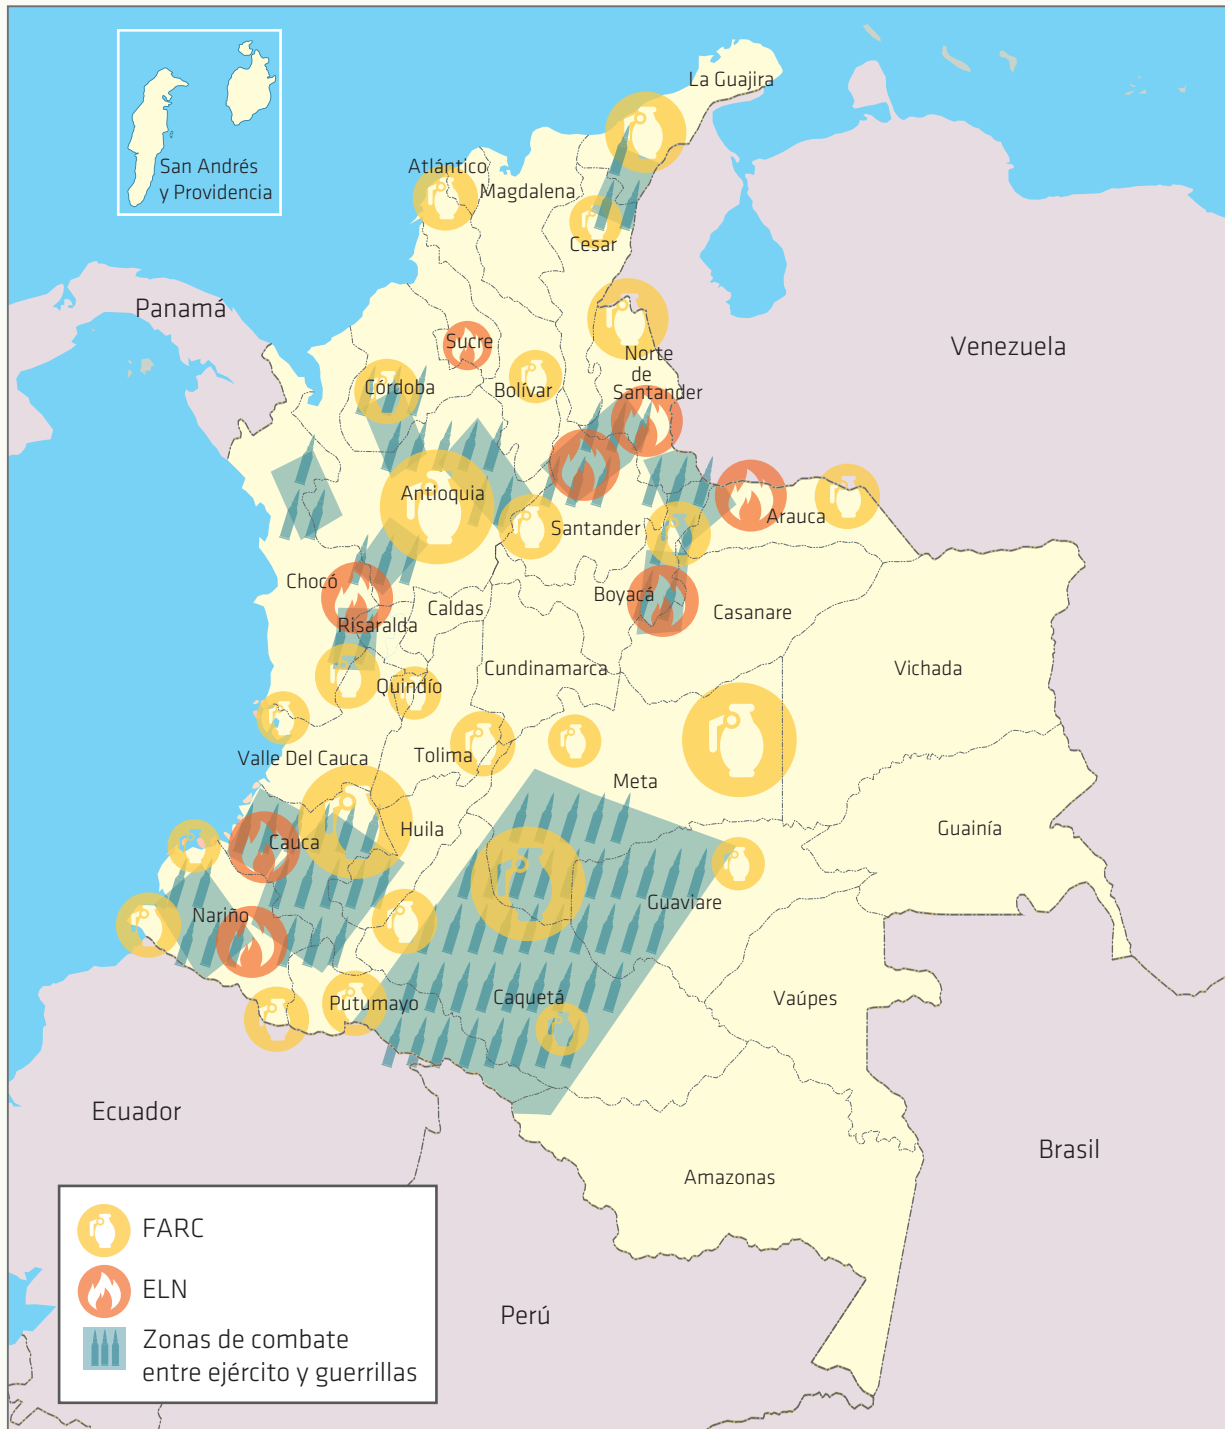 La Guajira
San Andrés
y Providencia
Atlántico
Magdalena
Cesar
Panamá
Venezuela
Sucre
Norte
de
Santander
Córdoba
Bolívar
Antioquia
Arauca
Santander
Chocó
Caldas
Boyacá
Casanare
Risaralda
Cundinamarca
Vichada
Quindío
Valle Del Cauca
Tolima
Meta
Huila
Cauca
Guainía
Guaviare
Nariño
Putumayo
Caquetá
Vaúpes
Ecuador
Brasil
Amazonas
Perú
FARC
ELN
Zonas de combate
entre ejército y guerrillas